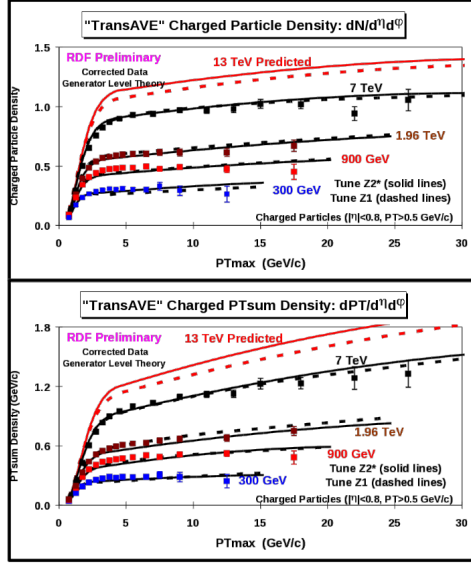 "TransAVE" Charged Particle Density: dN/dηdφ
1.5
RDF Preliminary
13 TeV Predicted
Corrected Data
Generator Level Theory
7 TeV
1.0
Charged Particle Density
1.96 TeV
900 GeV
0.5
300 GeV
Tune Z2* (solid lines)
Tune Z1 (dashed lines)
Charged Particles (|η|<0.8, PT>0.5 GeV/c)
0.0
0 5 10 15 20 25 30
PTmax (GeV/c)
"TransAVE" Charged PTsum Density: dPT/dηdφ
1.8
RDF Preliminary
13 TeV Predicted
Corrected Data
Generator Level Theory
7 TeV
1.2
PTsum Density (GeV/c)
1.96 TeV
0.6
900 GeV
Tune Z2* (solid lines)
300 GeV
Tune Z1 (dashed lines)
Charged Particles (|η|<0.8, PT>0.5 GeV/c)
0.0
0 5 10 15 20 25 30
PTmax (GeV/c)